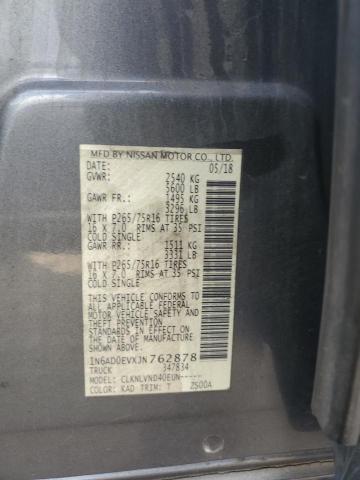 MFD BY NISSAN MOTOR CO., LTD.
DATE: 05/18
GVWR: 2540 KG
5600 LB
GAWR FR.: 1495 KG
3296 LB
WITH P265/75R16 TIRES
16 X 7.0 RIMS AT 35 PSI
COLD SINGLE
GAWR RR.: 1511 KG
3331 LB
WITH P265/75R16 TIRES
16 X 7.0 RIMS AT 35 PSI
COLD SINGLE
THIS VEHICLE CONFORMS TO ALL
APPLICABLE FEDERAL MOTOR
VEHICLE SAFETY
STANDARDS IN EFFECT ON THE
DATE OF MANUFACTURE
SHOWN ABOVE.
1N6AD0EVXJN762878
TRUCK 347834
MODEL: CLKNLVND40EUN-----
COLOR: KAD TRIM: T ZS00A